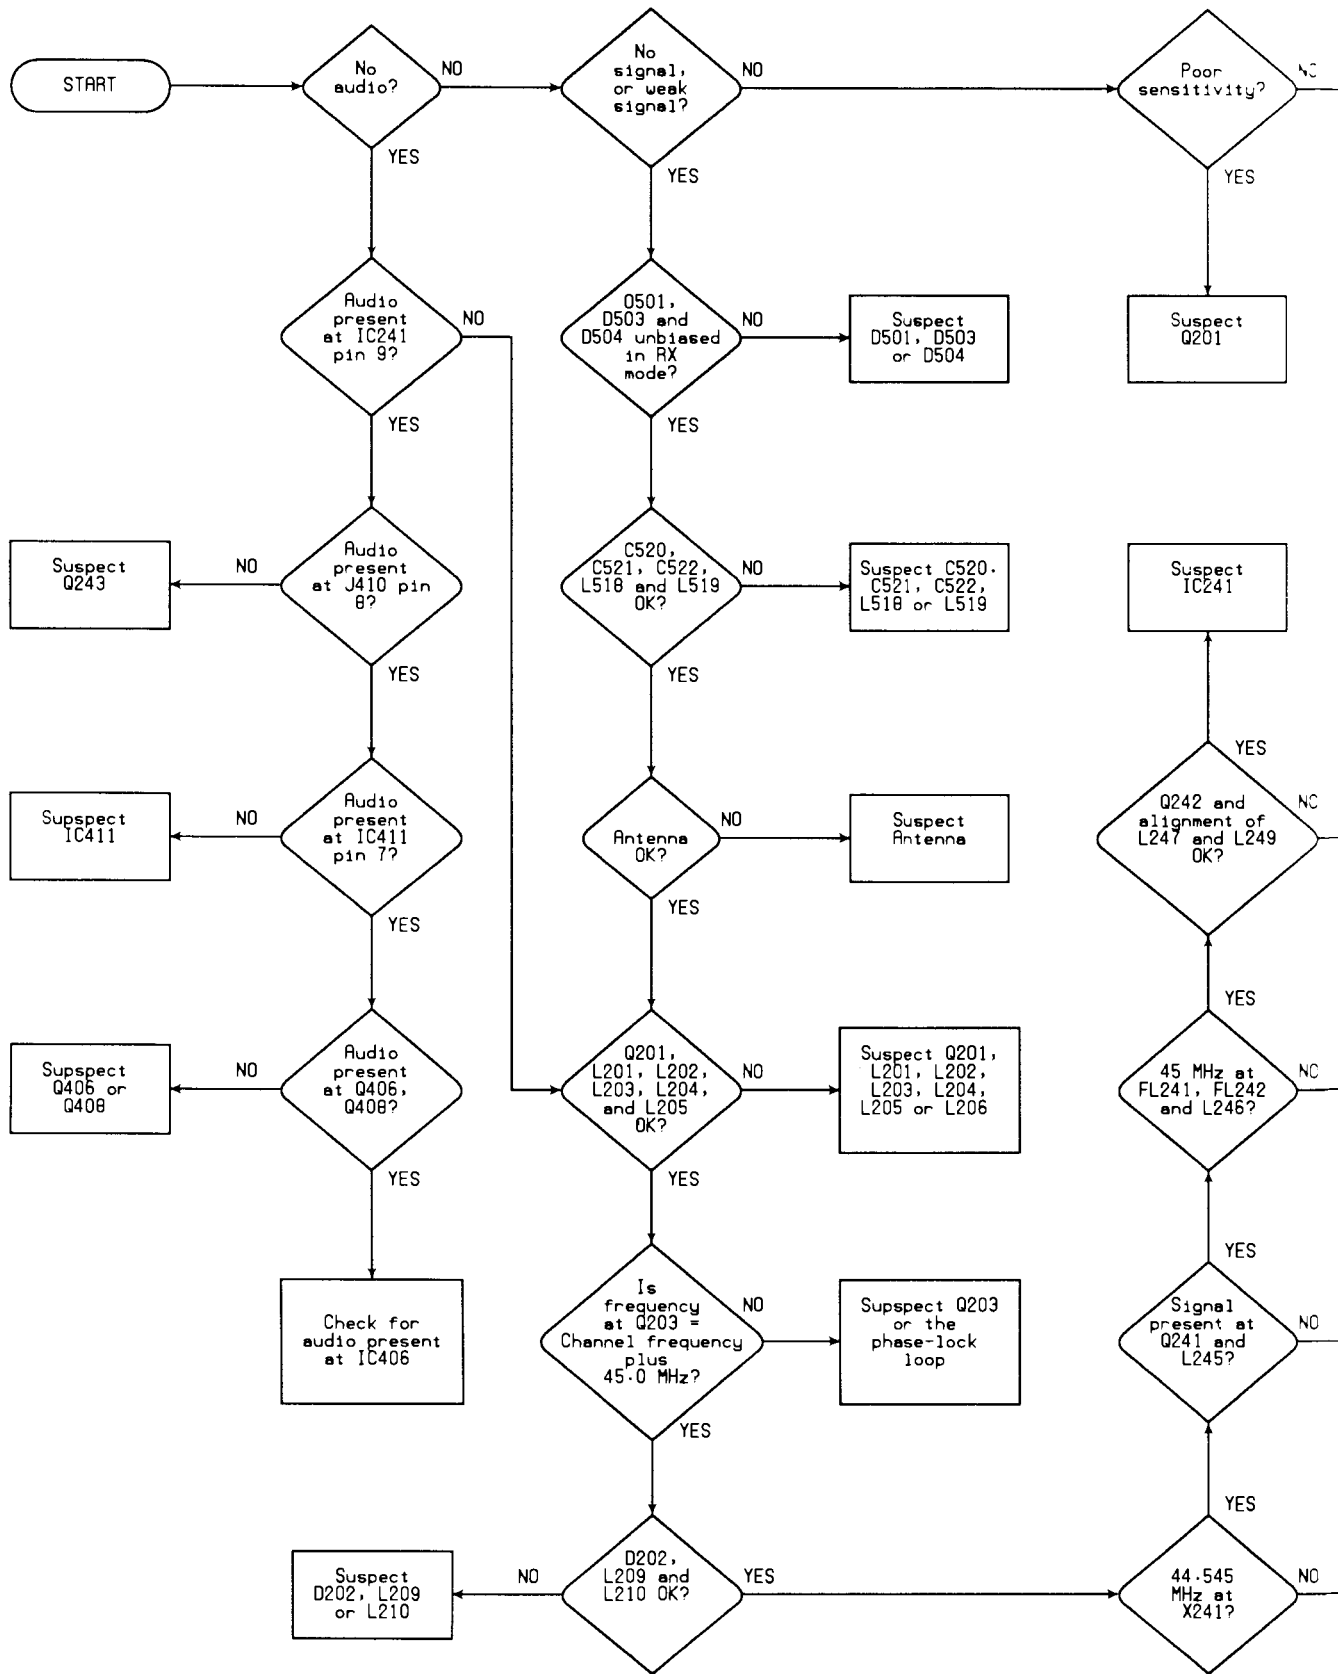 START
No
audio?
NO
YES
No
signal,
or weak
signal?
NO
YES
Poor
sensitivity?
NO
YES
Audio
present
at IC241
pin 9?
NO
YES
O501,
D503 and
D504 unbiased
in RX
mode?
NO
YES
Suspect
D501, D503
or D504
Suspect
Q201
Suspect
Q243
NO
Audio
present
at J410 pin
8?
YES
C520,
C521, C522,
L518 and L519
OK?
NO
YES
Suspect C520.
C521, C522,
L518 or L519
Suspect
IC241
YES
Supspect
IC411
NO
Audio
present
at IC411
pin 7?
YES
Antenna
OK?
NO
YES
Suspect
Antenna
Q242 and
alignment of
L247 and L249
OK?
NO
YES
Supspect
Q406 or
Q408
NO
Audio
present
at Q406,
Q408?
YES
Q201,
L201, L202,
L203, L204,
and L205
OK?
NO
YES
Suspect Q201,
L201, L202,
L203, L204,
L205 or L206
45 MHz at
FL241, FL242
and L246?
NO
YES
Check for
audio present
at IC406
Is
frequency
at Q203 =
Channel frequency
plus
45.0 MHz?
NO
YES
Supspect Q203
or the
phase-lock
loop
Signal
present at
Q241 and
L245?
NO
YES
Suspect
D202, L209
or L210
NO
D202,
L209 and
L210 OK?
YES
44.545
MHz at
X241?
NO